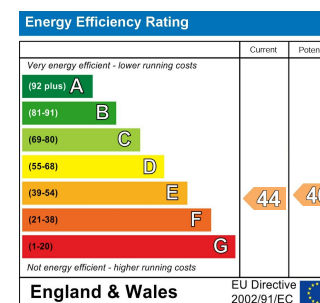 Energy Efficiency Rating
Current
Very energy efficient - lower running costs
(92 plus) A
(81-91) B
(69-80) C
(55-68) D
(39-54) E
44
(21-38) F
(1-20) G
Not energy efficient - higher running costs
England & Wales
EU Directive
2002/91/EC